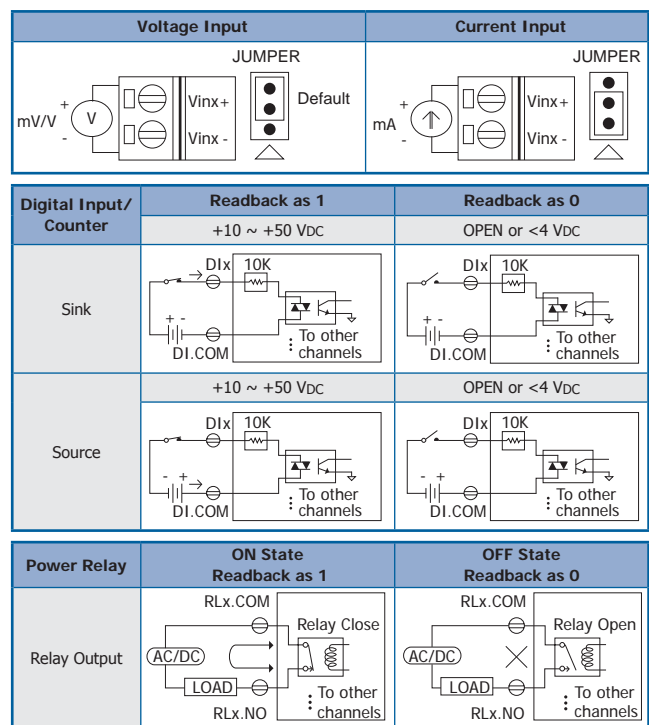 Voltage Input
Current Input
JUMPER
JUMPER
mV/V
+
-
V
Vinx+
Vinx -
Default
mA
+
-
Vinx+
Vinx -
Digital Input/
Counter
Readback as 1
Readback as 0
+10 ~ +50 VDC
OPEN or <4 VDC
Sink
DIx
10K
+ -
DI.COM
To other
channels
DIx
10K
+ -
DI.COM
To other
channels
+10 ~ +50 VDC
OPEN or <4 VDC
Source
DIx
10K
- +
DI.COM
To other
channels
DIx
10K
- +
DI.COM
To other
channels
Power Relay
ON State
Readback as 1
OFF State
Readback as 0
Relay Output
RLx.COM
Relay Close
AC/DC
LOAD
RLx.NO
To other
channels
RLx.COM
Relay Open
AC/DC
LOAD
RLx.NO
To other
channels